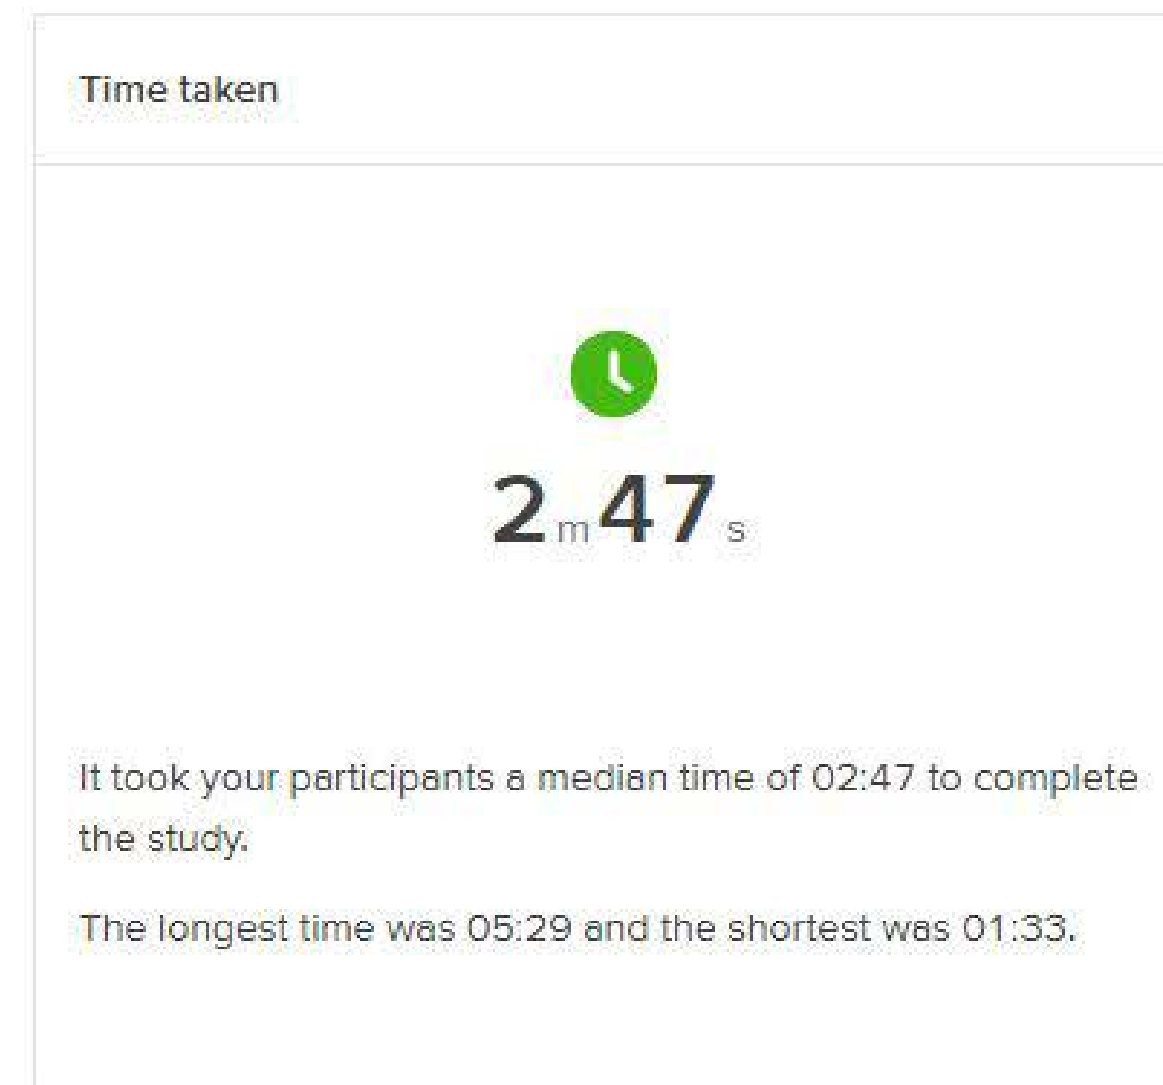 Time taken
2m47s
It took your participants a median time of 02:47 to complete
the study.
The longest time was 05:29 and the shortest was 01:33.